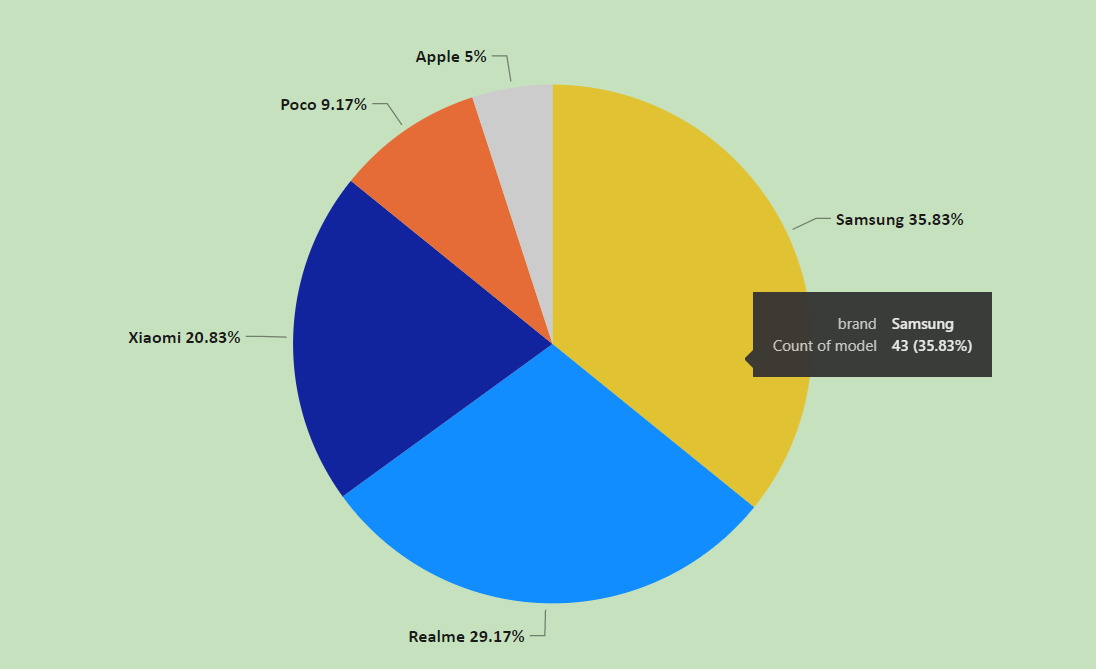 Apple 5%
Poco 9.17%
Samsung 35.83%
brand Samsung
Count of model 43 (35.83%)
Xiaomi 20.83%
Realme 29.17%